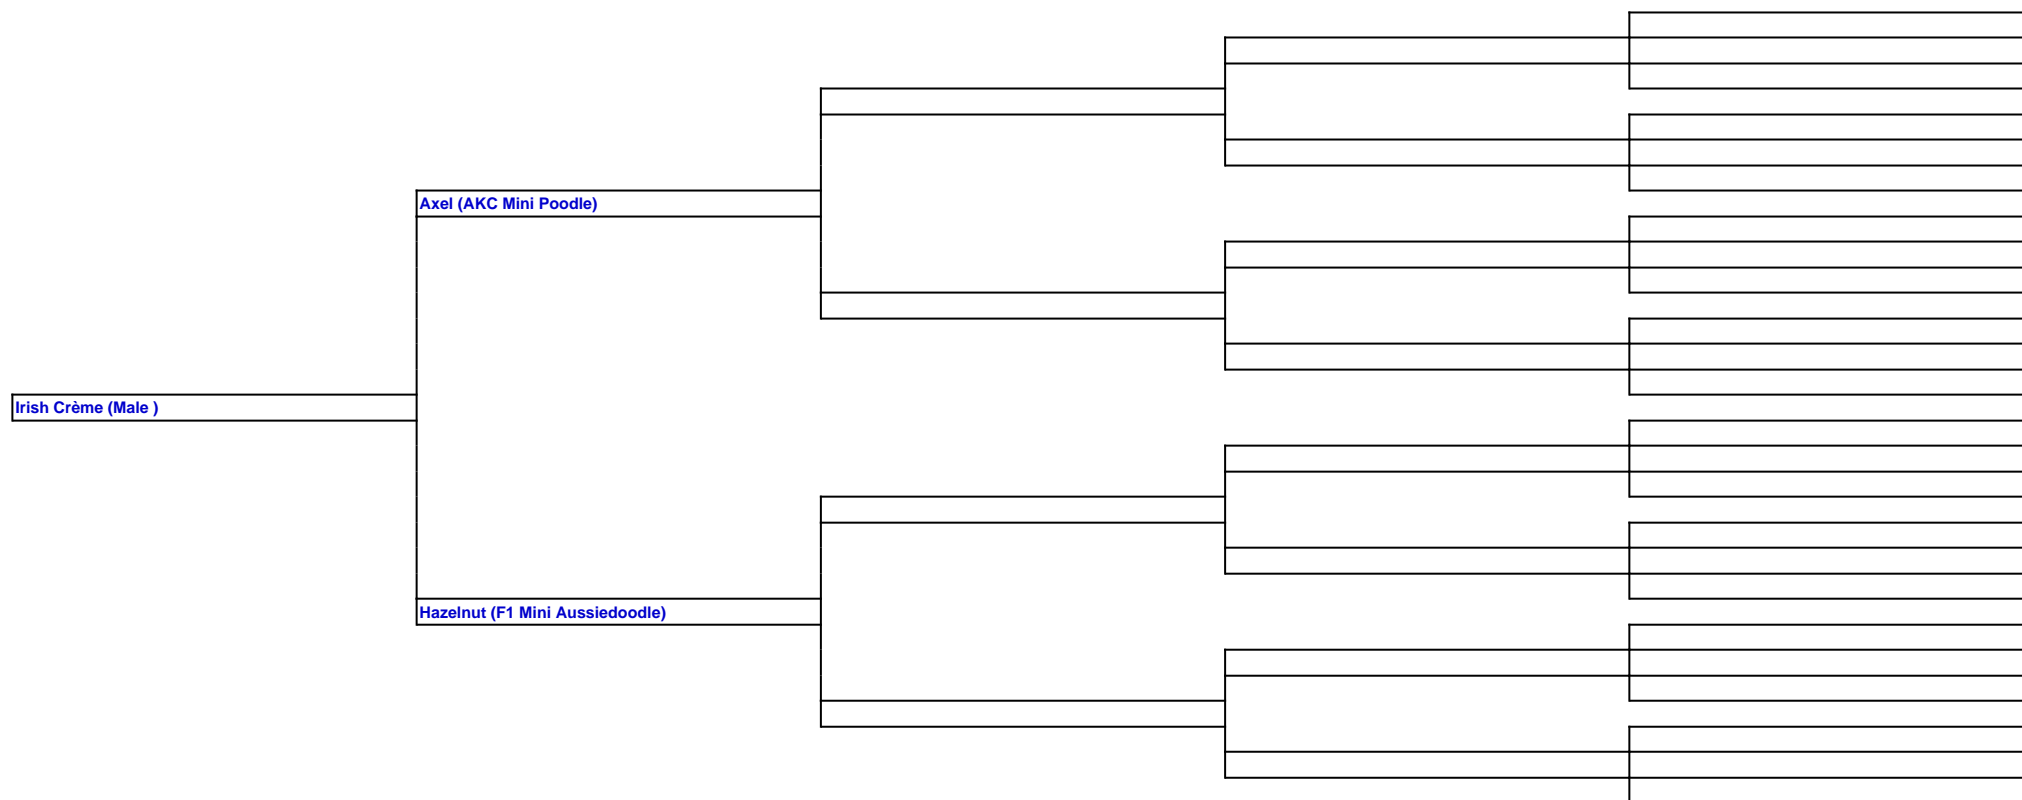 Axel (AKC Mini Poodle)
Irish Crème (Male )
Hazelnut (F1 Mini Aussiedoodle)